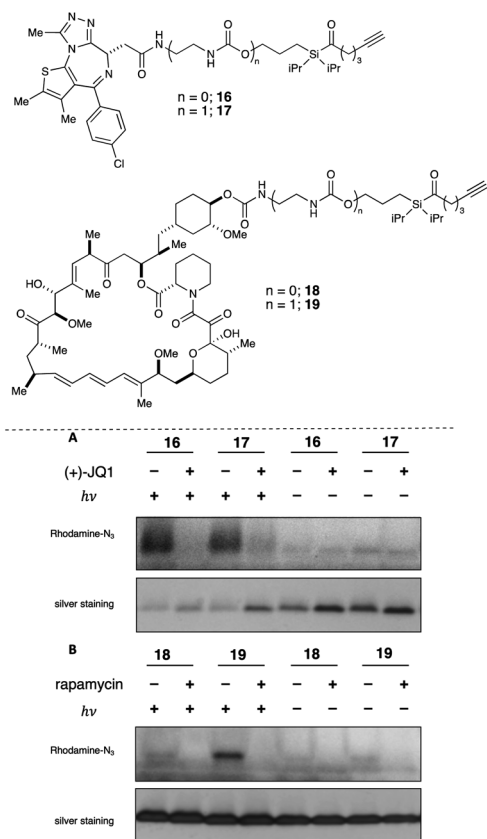 N N
Me N
H
N
H
N
O
O
n
Si
O
3
iPr
iPr
S
N
O
Me
Me
Cl
n = 0; 16
n = 1; 17
O
H
N
O
N
H
O
O
n
Si
O
3
iPr
iPr
OMe
Me
Me
O
HO
Me
O
O
N
n = 0; 18
n = 1; 19
O
OMe
O
O
O
OH
Me
Me
OMe
O
Me
Me
A
16 17 16 17
(+)-JQ1 – + – + – + – +
hν + + + + – – – –
Rhodamine-N3
silver staining
B
18 19 18 19
rapamycin – + – + – + – +
hν + + + + – – – –
Rhodamine-N3
silver staining